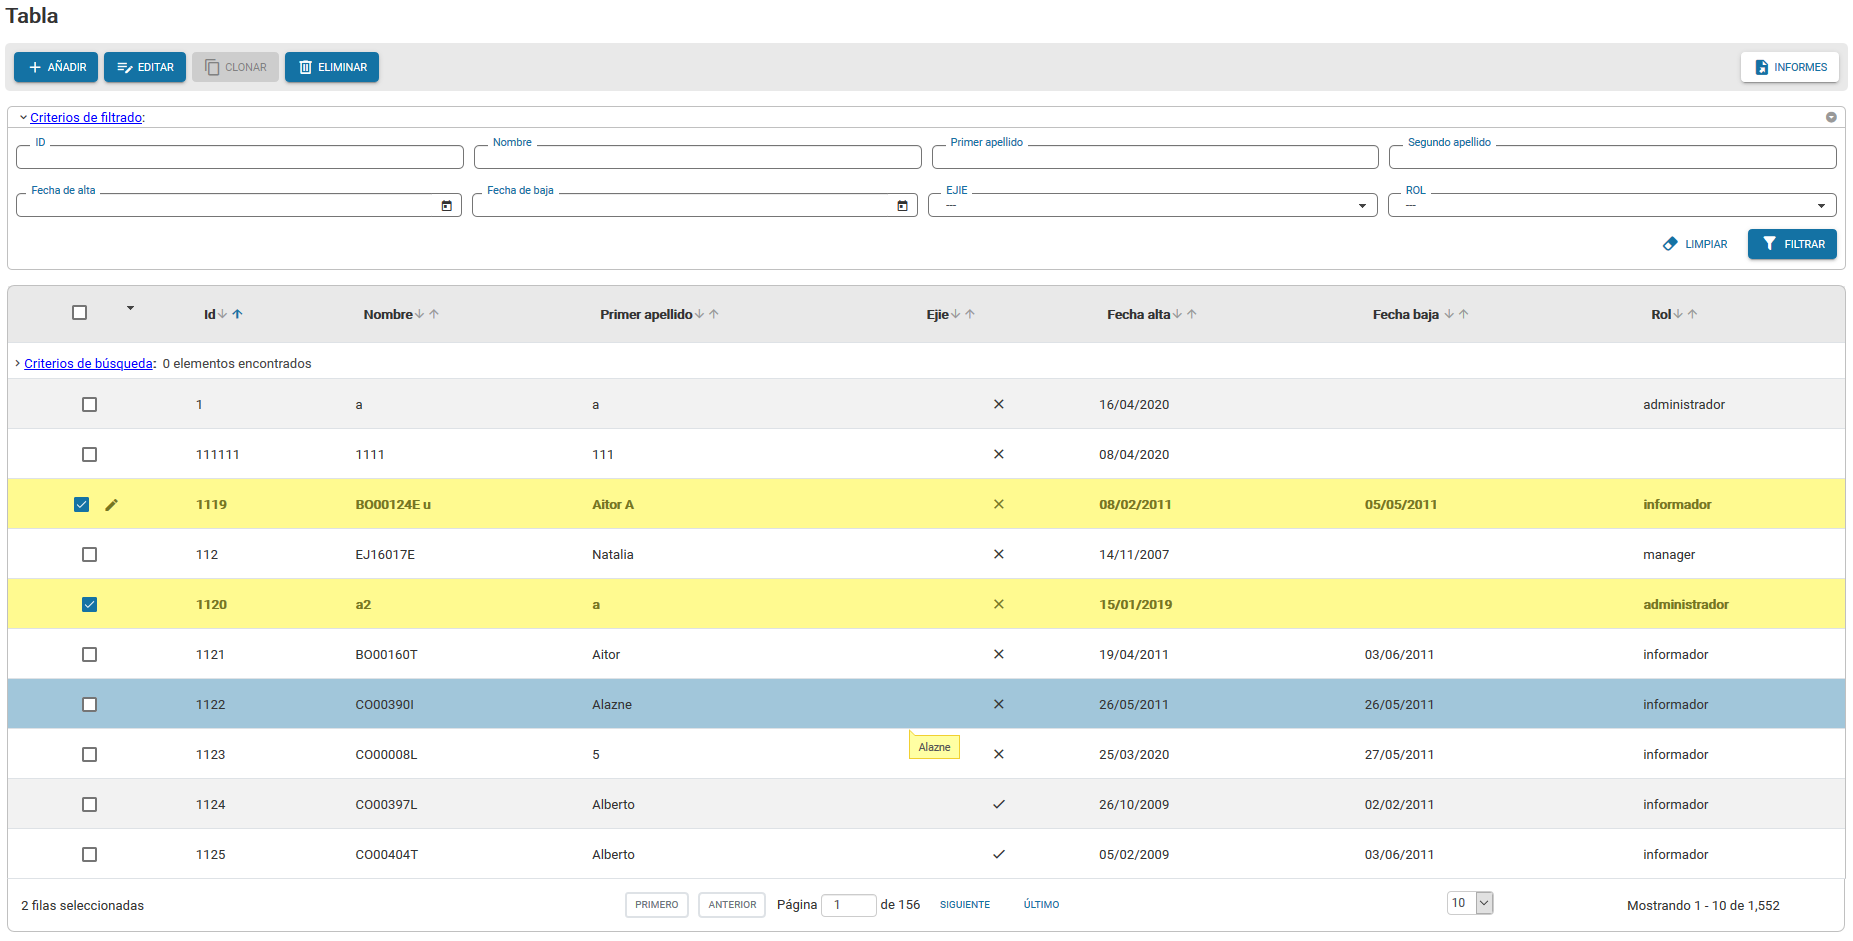 Tabla
AÑADIR EDITAR CLONAR ELIMINAR INFORMES
Criterios de filtrado:
ID Nombre Primer apellido Segundo apellido
Fecha de alta Fecha de baja EJIE ROL
--- ---
LIMPIAR FILTRAR
Id Nombre Primer apellido Ejie Fecha alta Fecha baja Rol
Criterios de búsqueda: 0 elementos encontrados
1 a a 16/04/2020 administrador
111111 1111 111 08/04/2020
1119 BO00124E u Aitor A 08/02/2011 05/05/2011 informador
112 EJ16017E Natalia 14/11/2007 manager
1120 a2 a 15/01/2019 administrador
1121 BO00160T Aitor 19/04/2011 03/06/2011 informador
1122 CO00390I Alazne 26/05/2011 26/05/2011 informador
Alazne
1123 CO00008L 5 25/03/2020 27/05/2011 informador
1124 CO00397L Alberto 26/10/2009 02/02/2011 informador
1125 CO00404T Alberto 05/02/2009 03/06/2011 informador
2 filas seleccionadas PRIMERO ANTERIOR Página 1 de 156 SIGUIENTE ÚLTIMO 10 Mostrando 1 - 10 de 1,552